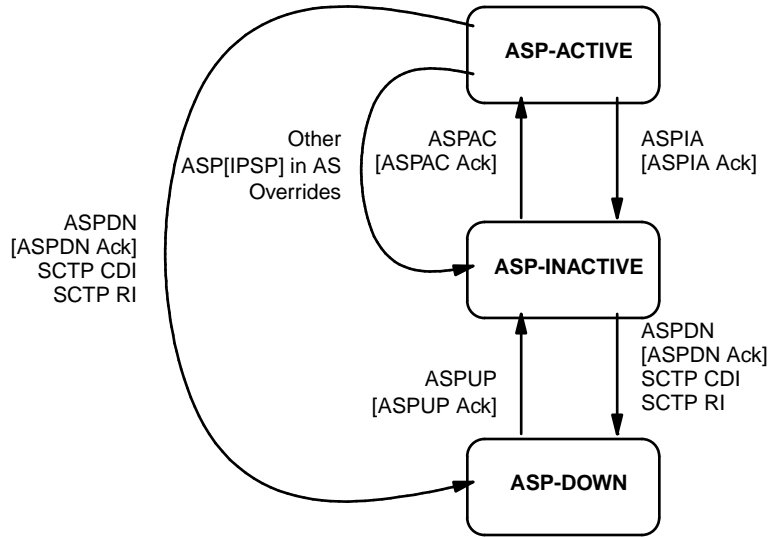 ASP-ACTIVE
Other
ASP[IPSP] in AS
Overrides
ASPAC
[ASPAC Ack]
ASPIA
[ASPIA Ack]
ASPDN
[ASPDN Ack]
SCTP CDI
SCTP RI
ASP-INACTIVE
ASPUP
[ASPUP Ack]
ASPDN
[ASPDN Ack]
SCTP CDI
SCTP RI
ASP-DOWN